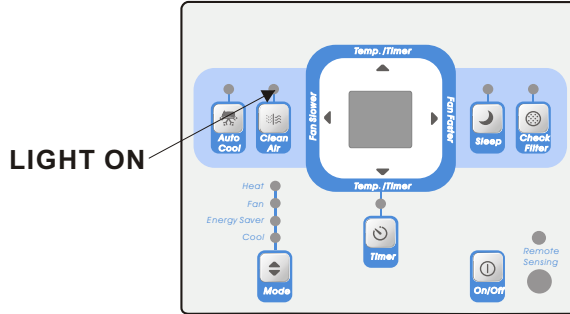 Temp./Timer
Fan Slower
Fan Faster
Auto
Cool
Clean
Air
Sleep
Check
Filter
LIGHT ON
Temp./Timer
Heat
Fan
Energy Saver
Cool
Mode
Timer
On/Off
Remote
Sensing